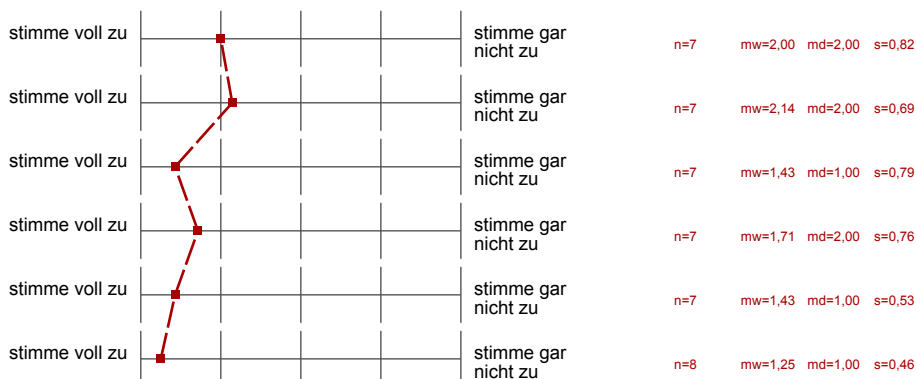 stimme voll zu stimme gar nicht zu n=7 mw=2,00 md=2,00 s=0,82
stimme voll zu stimme gar nicht zu n=7 mw=2,14 md=2,00 s=0,69
stimme voll zu stimme gar nicht zu n=7 mw=1,43 md=1,00 s=0,79
stimme voll zu stimme gar nicht zu n=7 mw=1,71 md=2,00 s=0,76
stimme voll zu stimme gar nicht zu n=7 mw=1,43 md=1,00 s=0,53
stimme voll zu stimme gar nicht zu n=8 mw=1,25 md=1,00 s=0,46